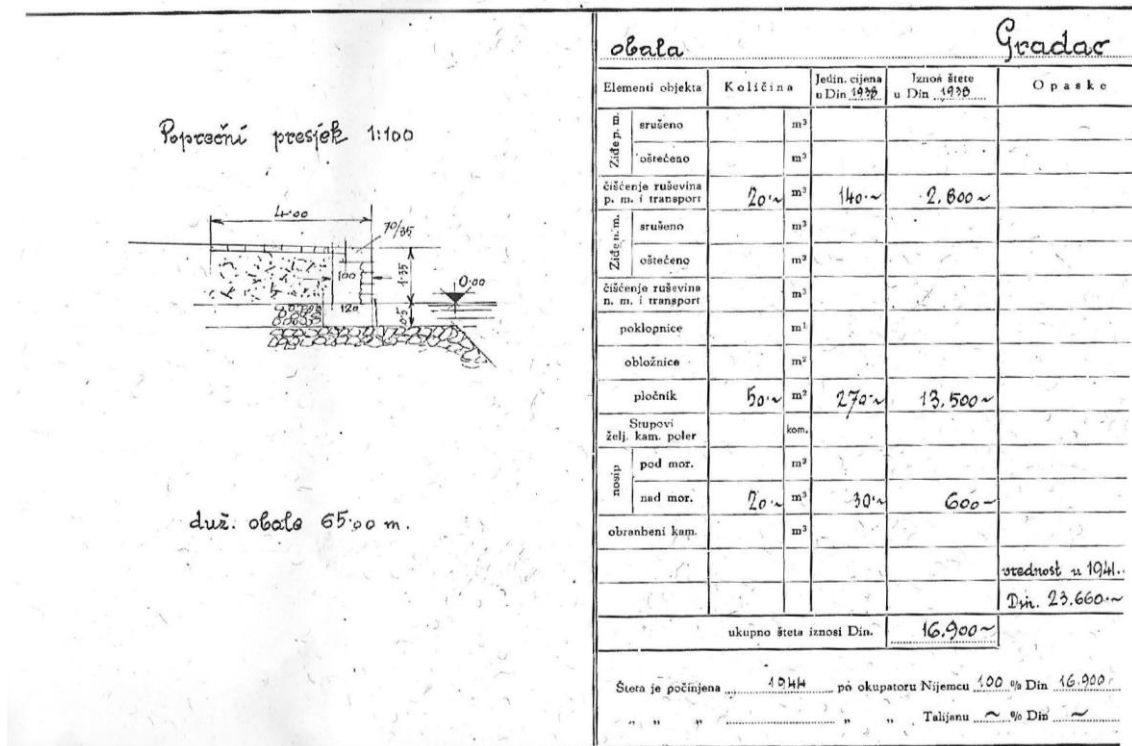 Poprečni presjek 1:100
4.00
70/35
100
1.35
0.00
120
0.5
duž. obale 65.00 m.
obala Gradac
Elementi objekta Količina Jedin. cijena u Din 1938 Iznos štete u Din 1938 Opaske
Ziđe p. m. srušeno m³
oštećeno m³
čišćenje ruševina p. m. i transport 20.~ m³ 140.~ 2.800~
Ziđe n. m. srušeno m³
oštećeno m³
čišćenje ruševina n. m. i transport m³
poklopnice m¹
obložnice m²
pločnik 50.~ m² 270.~ 13.500~
Stupovi želj. kam. poler kom.
nosip pod mor. m³
nad mor. 20.~ m³ 30.~ 600-
obranbeni kam. m³
vrednost u 1941.
Din. 23.660.~
ukupno šteta iznosi Din. 16.900~
Šteta je počinjena 1944 po okupatoru Nijemcu 100 % Din 16.900
" " " " " Talijanu ~ % Din ~